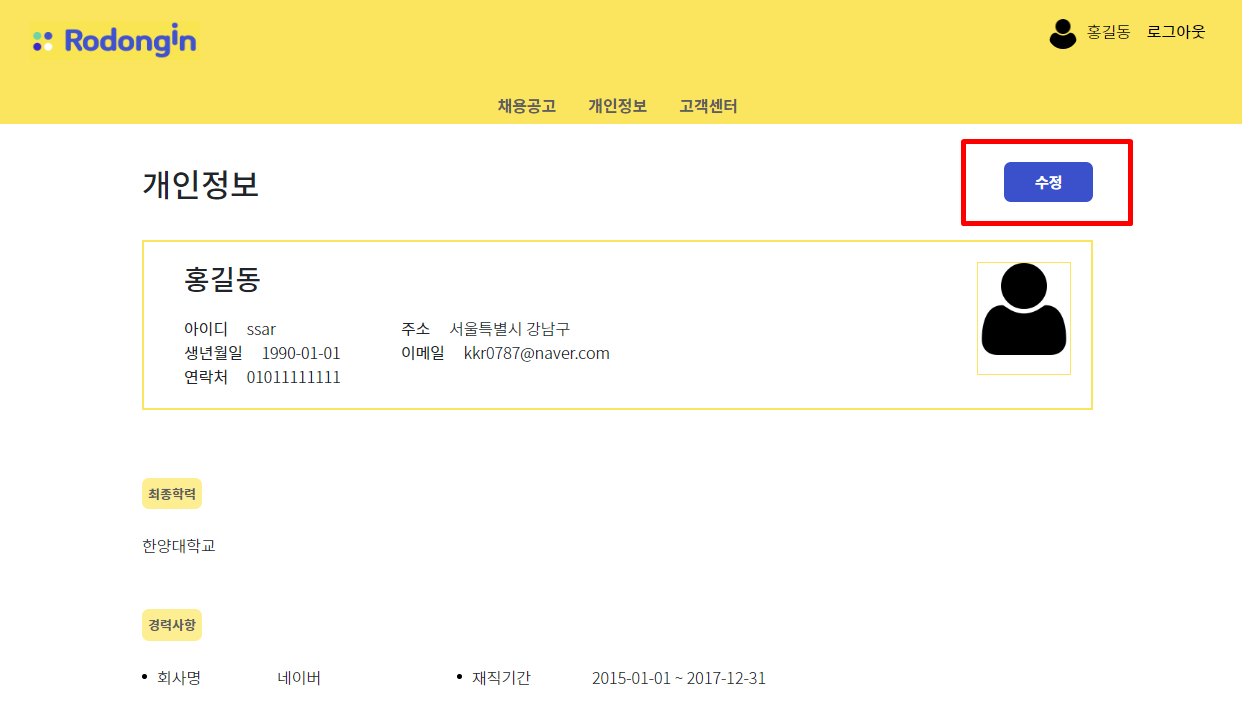 Rodongin
홍길동 로그아웃
채용공고 개인정보 고객센터
개인정보
수정
홍길동
아이디 ssar 주소 서울특별시 강남구
생년월일 1990-01-01 이메일 kkr0787@naver.com
연락처 01011111111
최종학력
한양대학교
경력사항
• 회사명 네이버 • 재직기간 2015-01-01 ~ 2017-12-31